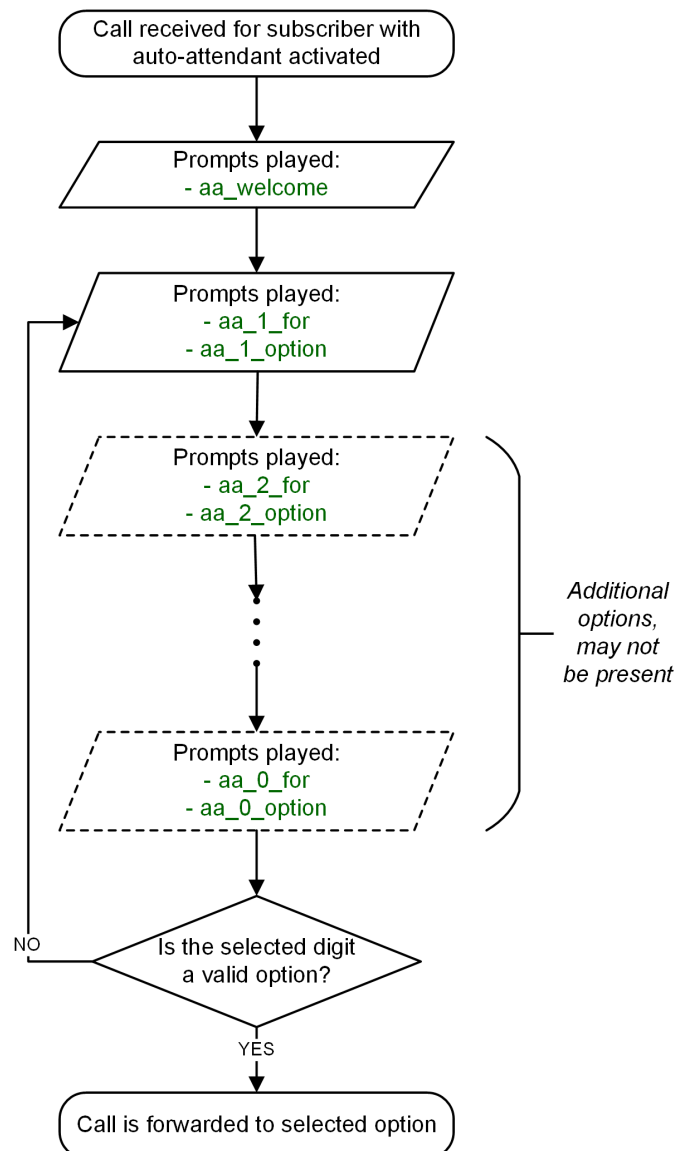 Call received for subscriber with
auto-attendant activated
Prompts played:
- aa_welcome
Prompts played:
- aa_1_for
- aa_1_option
Prompts played:
- aa_2_for
- aa_2_option
Additional
options,
may not
be present
Prompts played:
- aa_0_for
- aa_0_option
Is the selected digit
a valid option?
NO
YES
Call is forwarded to selected option